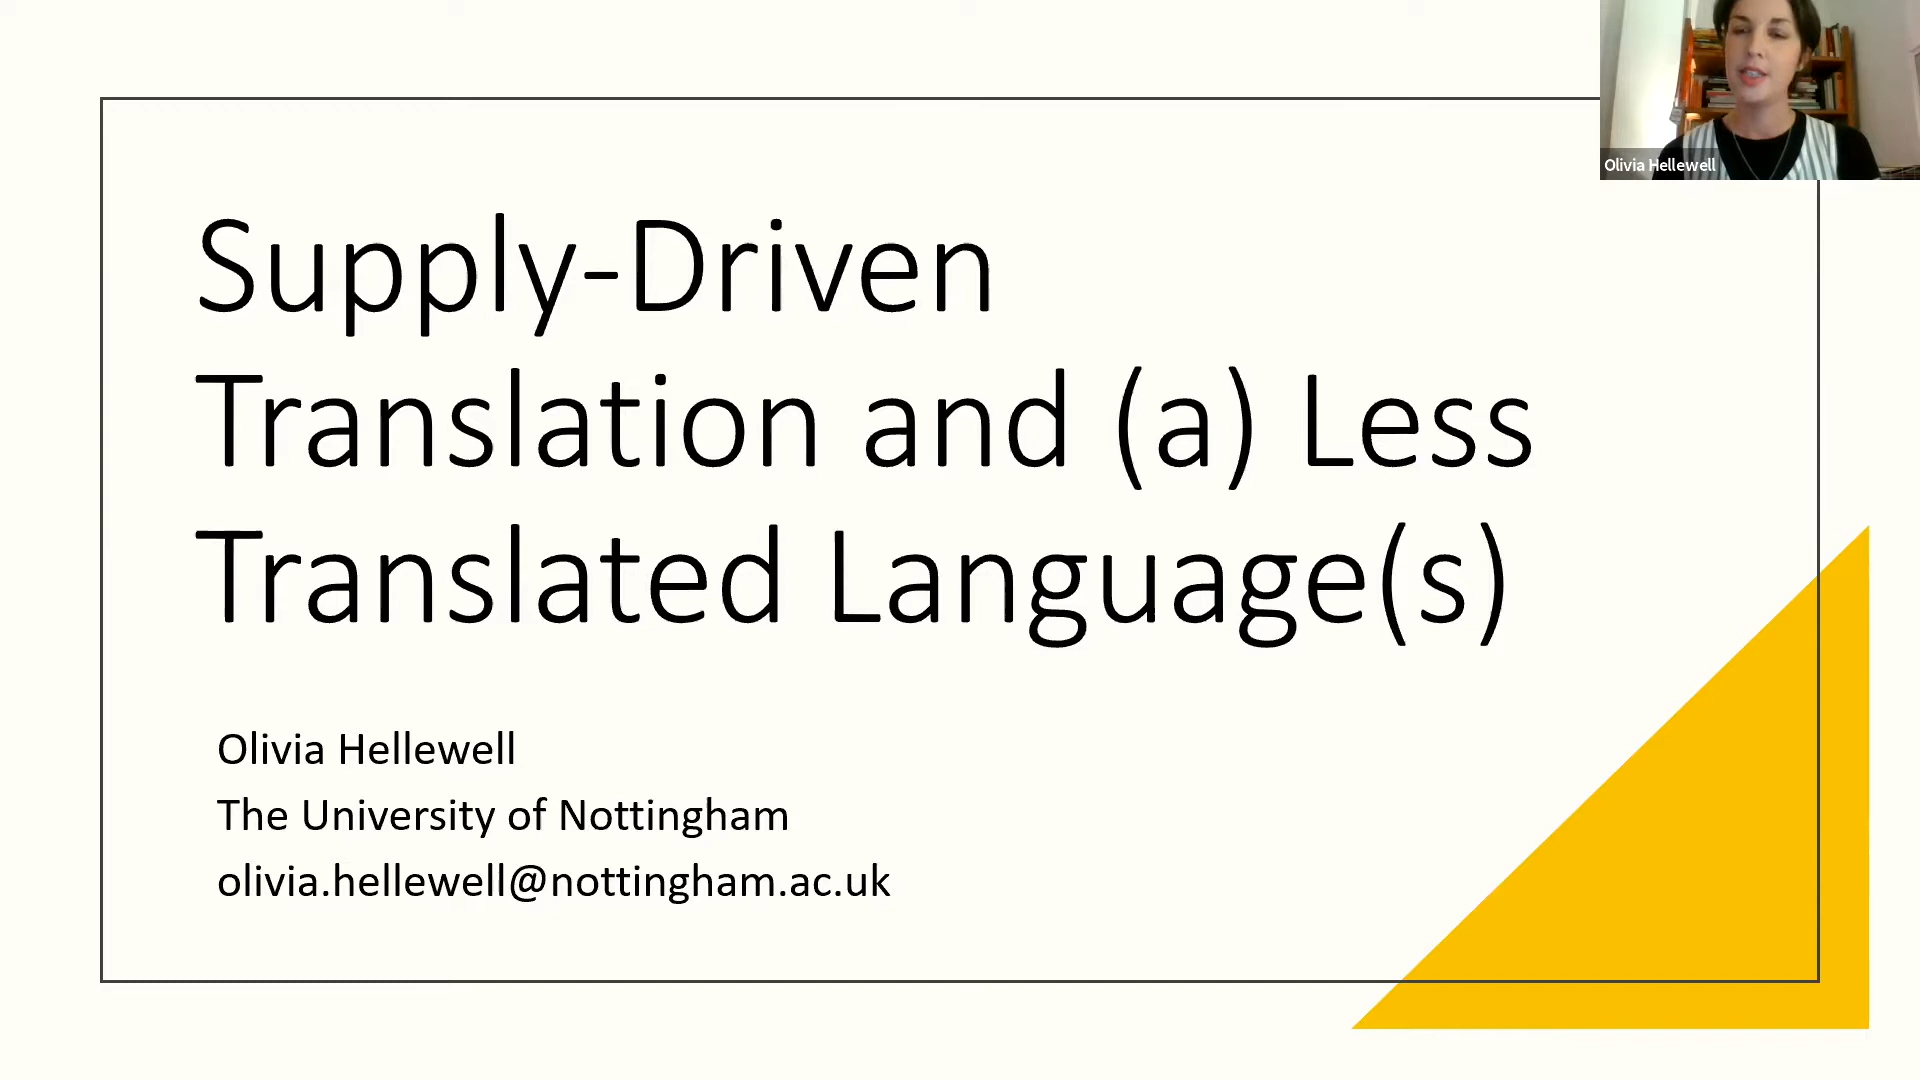 Olivia Hellewell
Supply-Driven
Translation and (a) Less
Translated Language(s)
Olivia Hellewell
The University of Nottingham
olivia.hellewell@nottingham.ac.uk